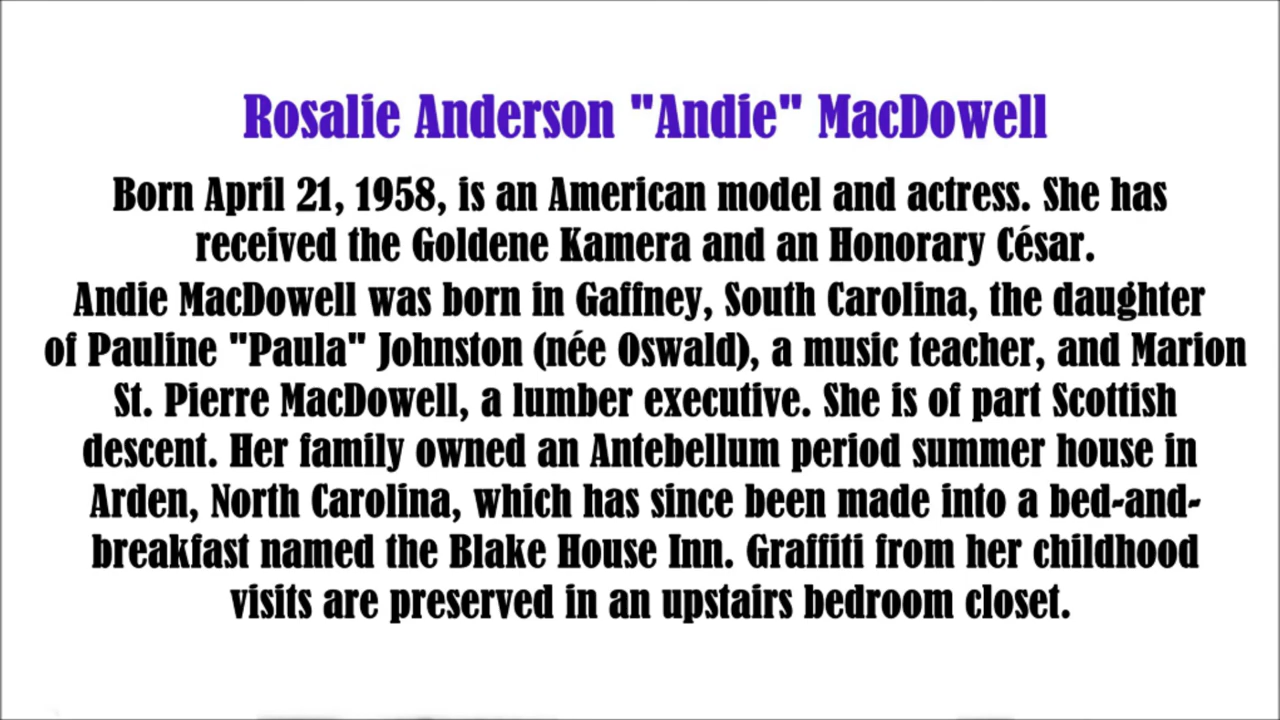 Rosalie Anderson "Andie" MacDowell
Born April 21, 1958, is an American model and actress. She has
received the Goldene Kamera and an Honorary César.
Andie MacDowell was born in Gaffney, South Carolina, the daughter
of Pauline "Paula" Johnston (née Oswald), a music teacher, and Marion
St. Pierre MacDowell, a lumber executive. She is of part Scottish
descent. Her family owned an Antebellum period summer house in
Arden, North Carolina, which has since been made into a bed-and-
breakfast named the Blake House Inn. Graffiti from her childhood
visits are preserved in an upstairs bedroom closet.